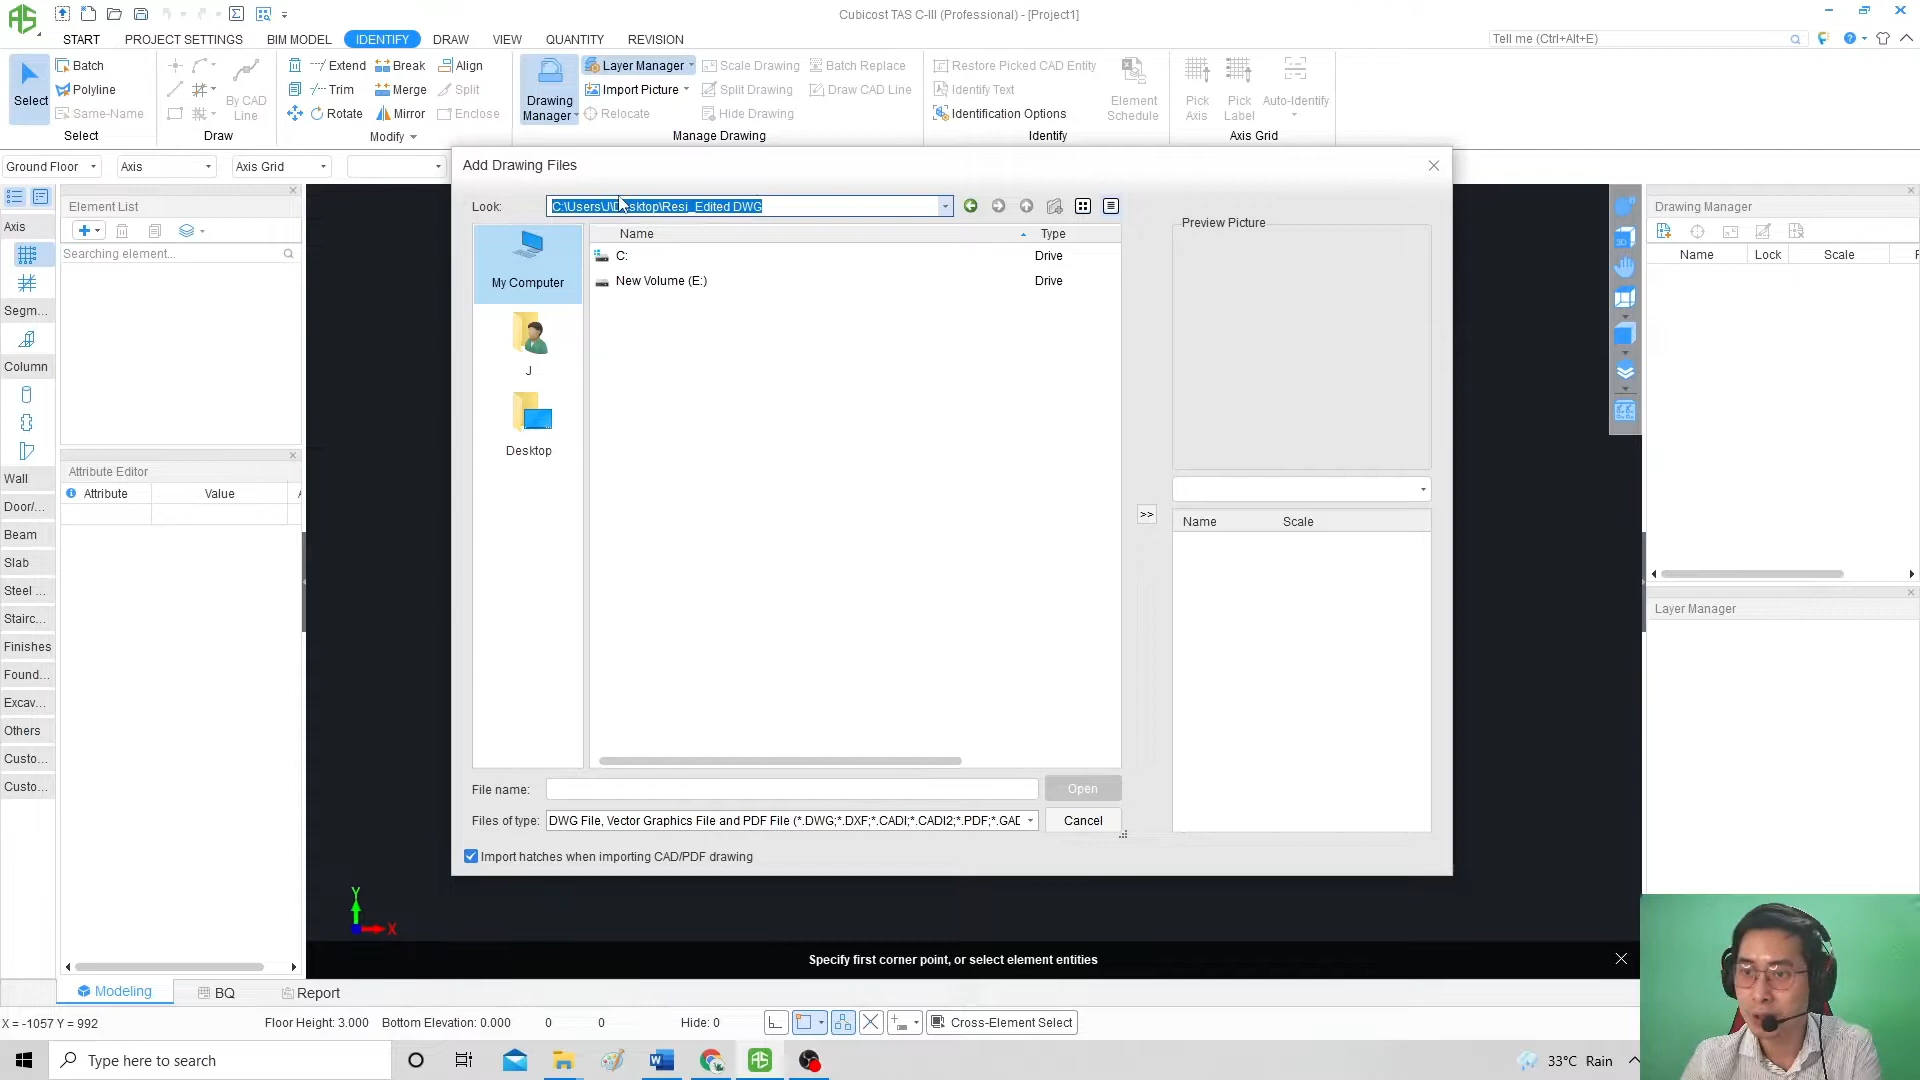 Cubicost TAS C-III (Professional) - [Project1]
START PROJECT SETTINGS BIM MODEL IDENTIFY DRAW VIEW QUANTITY REVISION
Tell me (Ctrl+Alt+E)
Select
Batch
Polyline
Same-Name
Select
By CAD Line
Draw
Extend Break Align
Trim Merge Split
Rotate Mirror Enclose
Modify
Drawing Manager
Layer Manager Scale Drawing Batch Replace
Import Picture Split Drawing Draw CAD Line
Relocate Hide Drawing
Manage Drawing
Restore Picked CAD Entity
Identify Text
Identification Options
Element Schedule
Identify
Pick Axis
Pick Label
Auto-Identify
Axis Grid
Ground Floor Axis Axis Grid
Element List
Searching element...
Axis
Segm...
Column
Wall
Door/...
Beam
Slab
Steel ...
Stairc...
Finishes
Found...
Excav...
Others
Custo...
Custo...
Attribute Editor
Attribute Value
Add Drawing Files
Look: C:\Users\J\Desktop\Resi_Edited DWG
My Computer
J
Desktop
Name Type
C: Drive
New Volume (E:) Drive
Preview Picture
>>
Name Scale
File name: Open
Files of type: DWG File, Vector Graphics File and PDF File (*.DWG;*.DXF;*.CADI;*.CADI2;*.PDF;*.GAD Cancel
Import hatches when importing CAD/PDF drawing
Drawing Manager
Name Lock Scale
Layer Manager
3D
Y
X
Specify first corner point, or select element entities
Modeling BQ Report
X = -1057 Y = 992 Floor Height: 3.000 Bottom Elevation: 0.000 0 0 Hide: 0 Cross-Element Select
Type here to search
33°C Rain